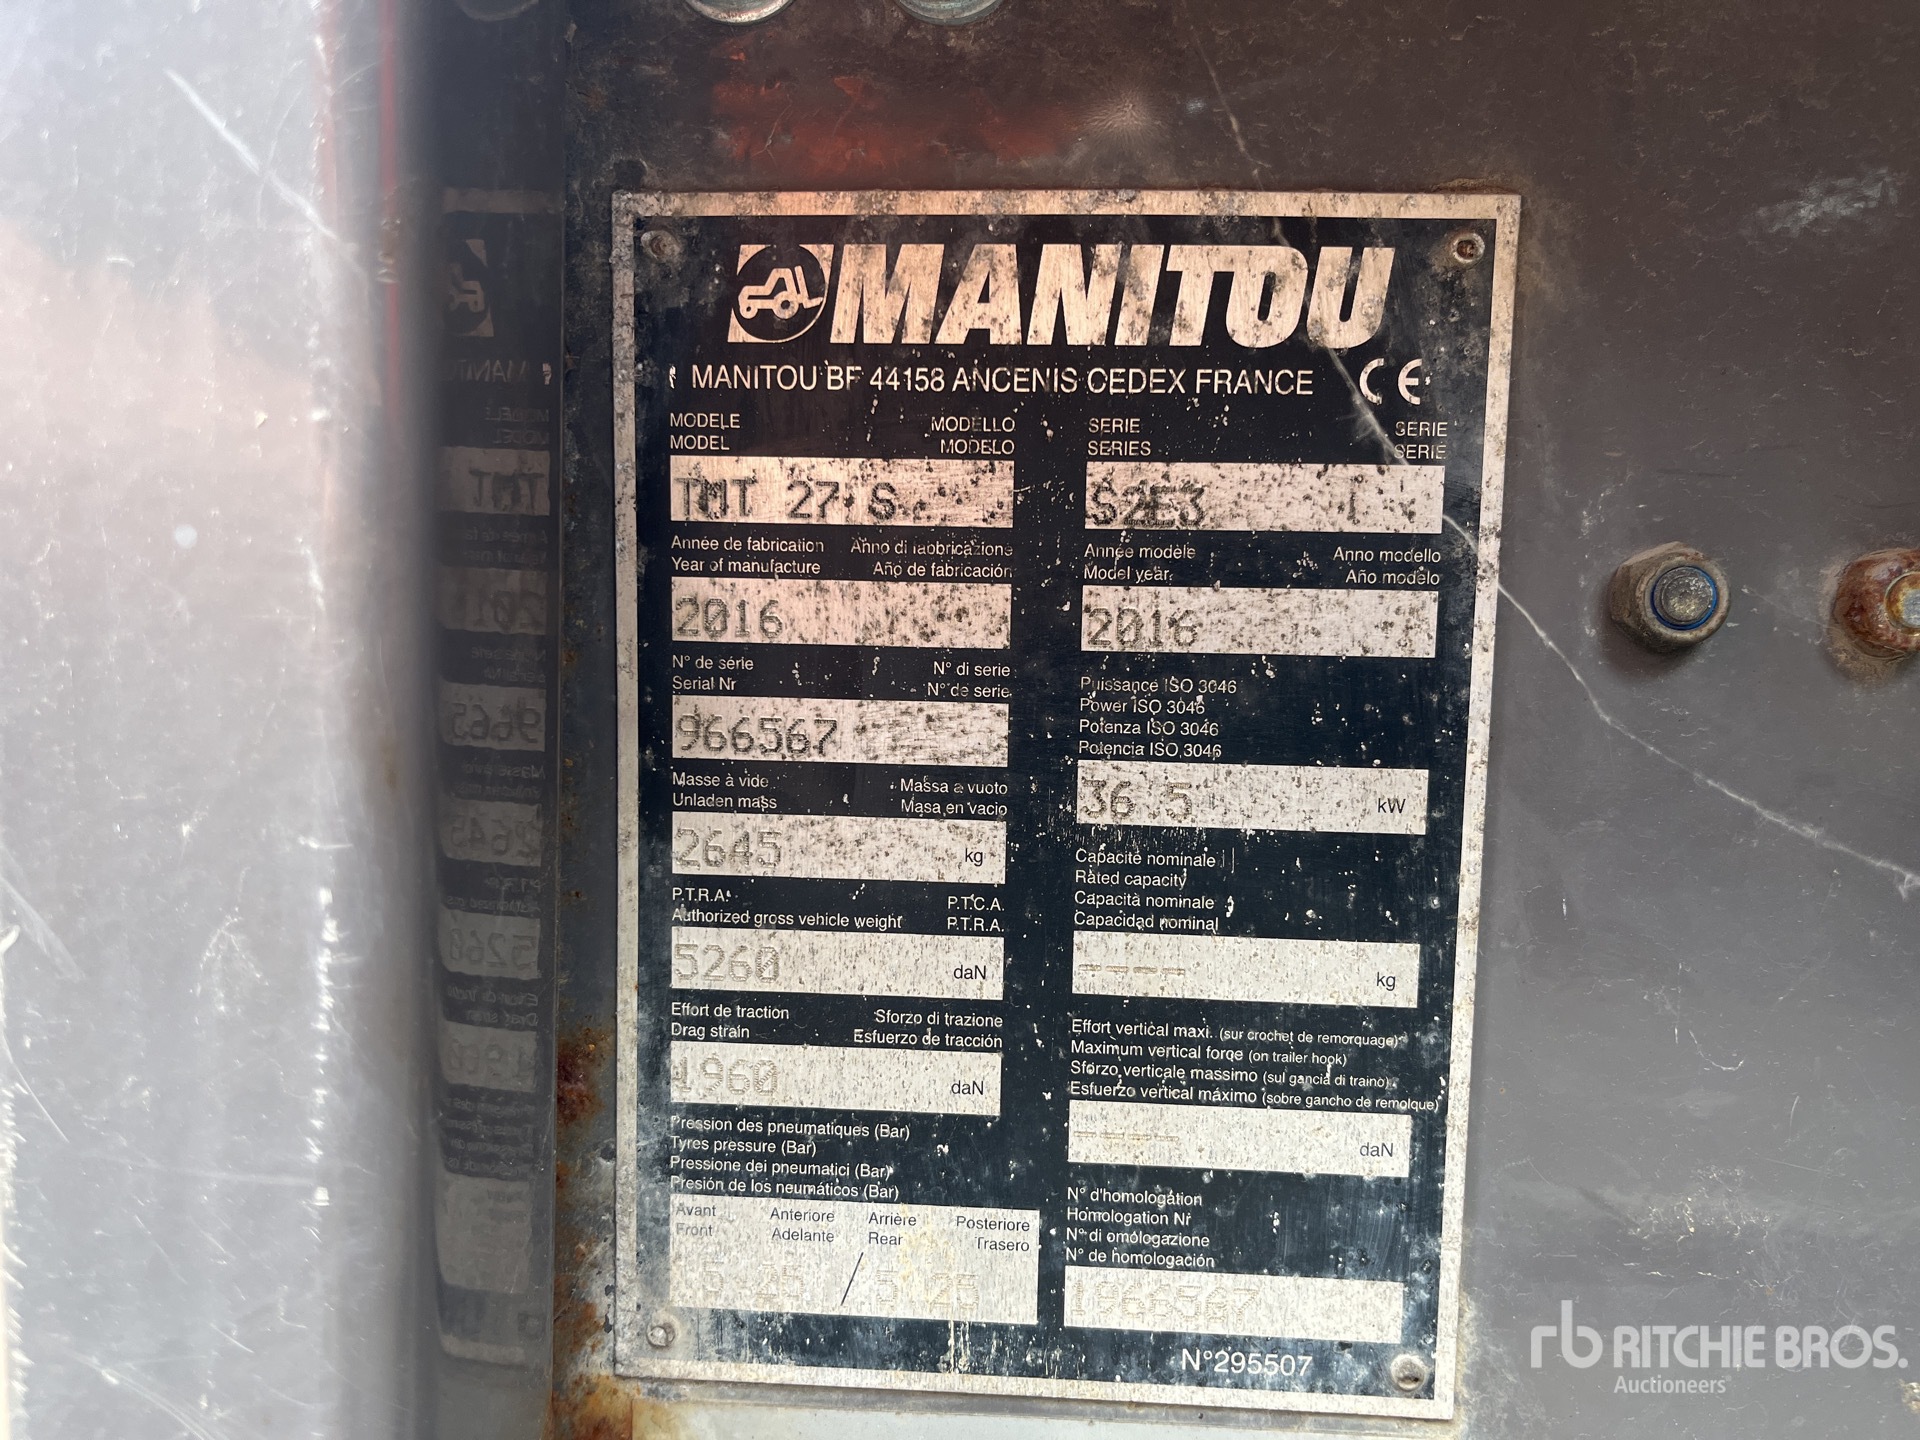 MANITOU
MANITOU BF 44158 ANCENIS CEDEX FRANCE CE
MODELE MODELLO
MODEL MODELO
TMT 27 S
Année de fabrication Anno di fabbricazione
Year of manufacture Año de fabricación
2016
N° de série N° di serie
Serial Nr N° de serie
966567
Masse à vide Massa a vuoto
Unladen mass Masa en vacio
2645 kg
P.T.R.A. P.T.C.A.
Authorized gross vehicle weight P.T.R.A.
5260 daN
Effort de traction Sforzo di trazione
Drag strain Esfuerzo de tracción
1960 daN
Pression des pneumatiques (Bar)
Tyres pressure (Bar)
Pressione dei pneumatici (Bar)
Presión de los neumáticos (Bar)
Avant Anteriore Arrière Posteriore
Front Adelante Rear Trasero
5.25 / 5.25
SERIE SERIE
SERIES SERIE
S2E3
Année modèle Anno modello
Model year Año modelo
2016
Puissance ISO 3046
Power ISO 3046
Potenza ISO 3046
Potencia ISO 3046
36.5 kW
Capacité nominale
Rated capacity
Capacità nominale
Capacidad nominal
---- kg
Effort vertical maxi. (sur crochet de remorquage)
Maximum vertical force (on trailer hook)
Sforzo verticale massimo (sul gancia di traino)
Esfuerzo vertical máximo (sobre gancho de remolque)
---- daN
N° d'homologation
Homologation Nr
N° di omologazione
N° de homologación
N°295507
rb RITCHIE BROS.
Auctioneers